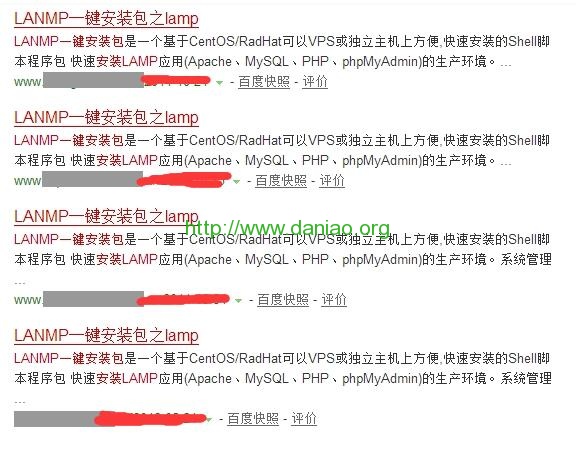 LANMP一键安装包之lamp
LANMP一键安装包是一个基于CentOS/RadHat可以VPS或独立主机上方便,快速安装的Shell脚
本程序包 快速安装LAMP应用(Apache、MySQL、PHP、phpMyAdmin)的生产环境。...
www. - 百度快照 - 评价
LANMP一键安装包之lamp
LANMP一键安装包是一个基于CentOS/RadHat可以VPS或独立主机上方便,快速安装的Shell脚
本程序包 快速安装LAMP应用(Apache、MySQL、PHP、phpMyAdmin)的生产环境。...
www. - 百度快照 - 评价
LANMP一键安装包之lamp
http://www.daniao.org
LANMP一键安装包是一个基于CentOS/RadHat可以VPS或独立主机上方便,快速安装的Shell脚
本程序包 快速安装LAMP应用(Apache、MySQL、PHP、phpMyAdmin)的生产环境。系统管理
...
www. - 百度快照 - 评价
LANMP一键安装包之lamp
LANMP一键安装包是一个基于CentOS/RadHat可以VPS或独立主机上方便,快速安装的Shell脚
本程序包 快速安装LAMP应用(Apache、MySQL、PHP、phpMyAdmin)的生产环境。系统管理
...
- 百度快照 - 评价